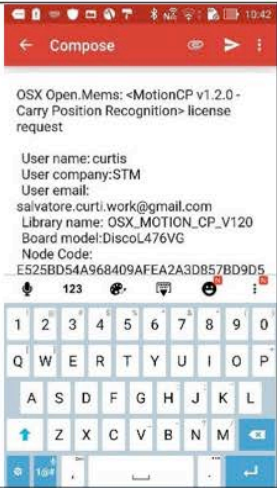 10:42
Compose
OSX Open.Mems: <MotionCP v1.2.0 -
Carry Position Recognition> license
request
User name:curtis
User company:STM
User email:
salvatore.curti.work@gmail.com
Library name: OSX_MOTION_CP_V120
Board model:DiscoL476VG
Node Code:
E525BD54A968409AFEA2A3D857BD9D5
123
1 2 3 4 5 6 7 8 9 0
Q W E R T Y U I O P
A S D F G H J K L
Z X C V B N M
1@#
, .